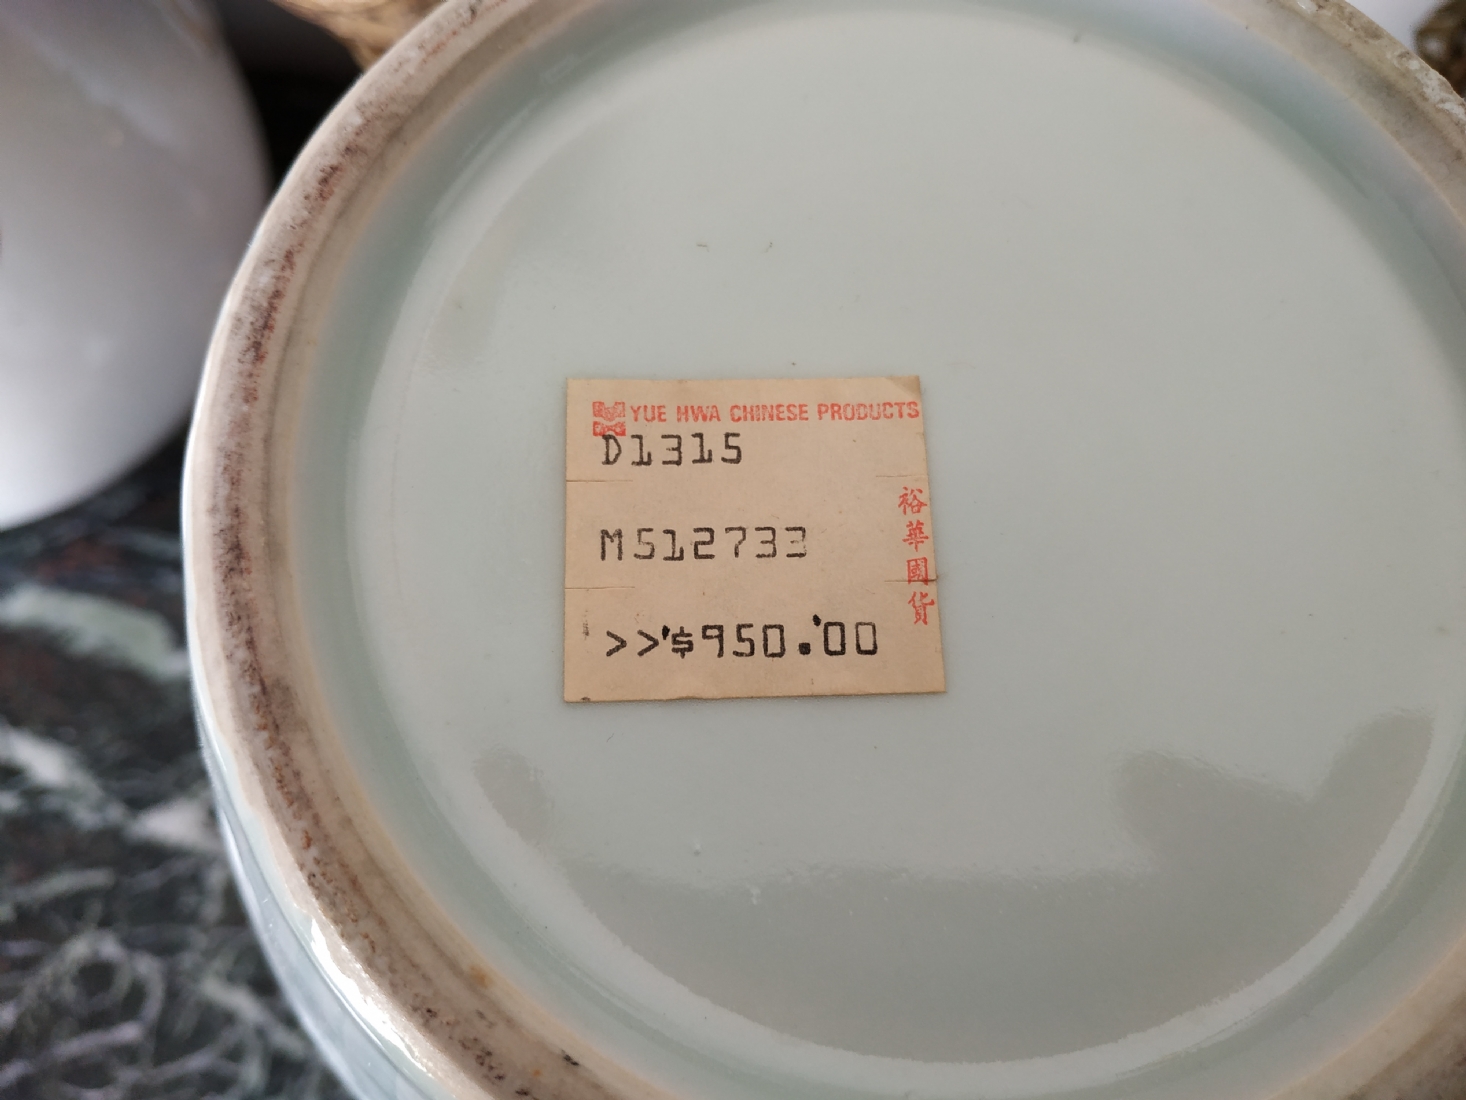 YUE HWA CHINESE PRODUCTS
D1315
M512733
>>$950.00
裕華國貨